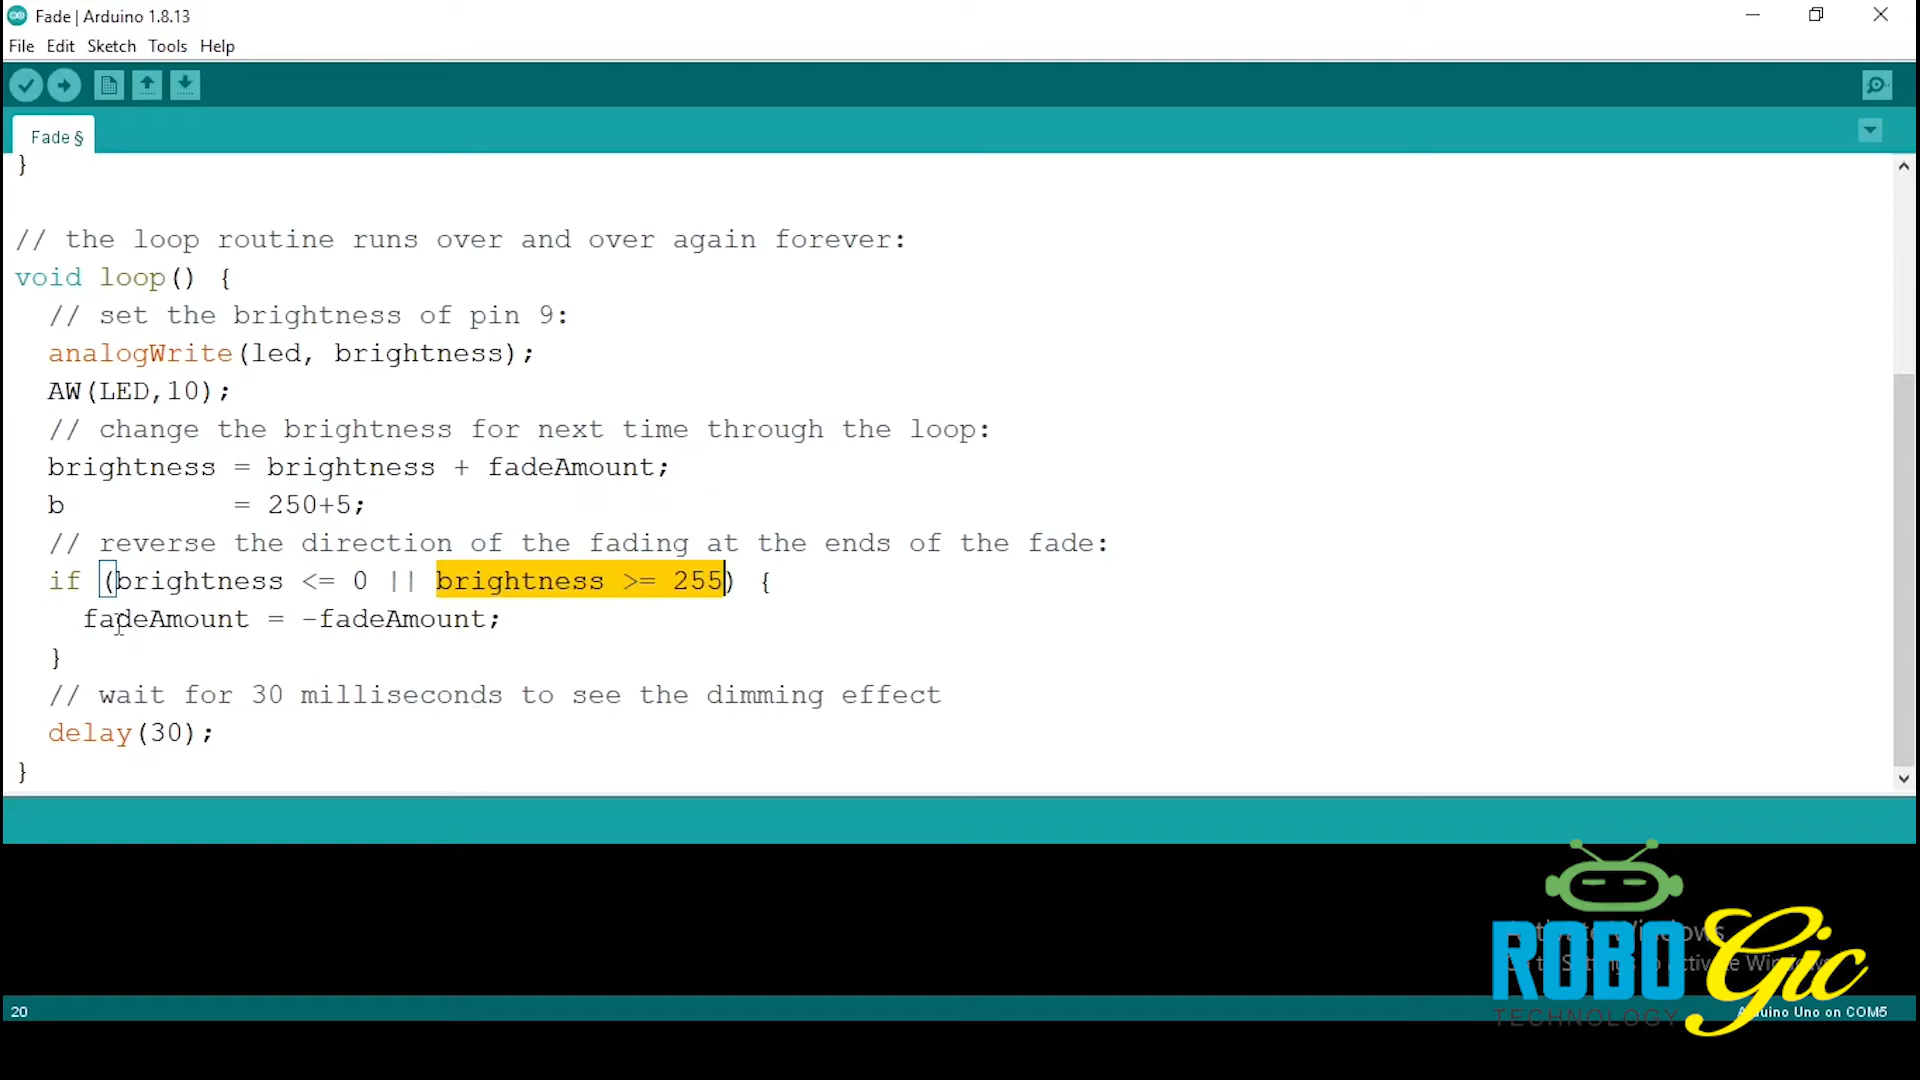 Fade | Arduino 1.8.13
File Edit Sketch Tools Help
Fade §
}
// the loop routine runs over and over again forever:
void loop() {
// set the brightness of pin 9:
analogWrite(led, brightness);
AW(LED,10);
// change the brightness for next time through the loop:
brightness = brightness + fadeAmount;
b = 250+5;
// reverse the direction of the fading at the ends of the fade:
if (brightness <= 0 || brightness >= 255) {
fadeAmount = -fadeAmount;
}
// wait for 30 milliseconds to see the dimming effect
delay(30);
}
ROBO Gic
TECHNOLOGY
20
Uno on COM5